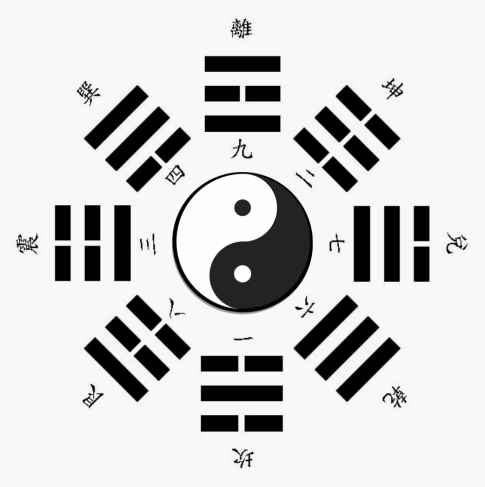 離
坤
兌
乾
坎
艮
震
巽
九
二
七
六
一
八
三
四